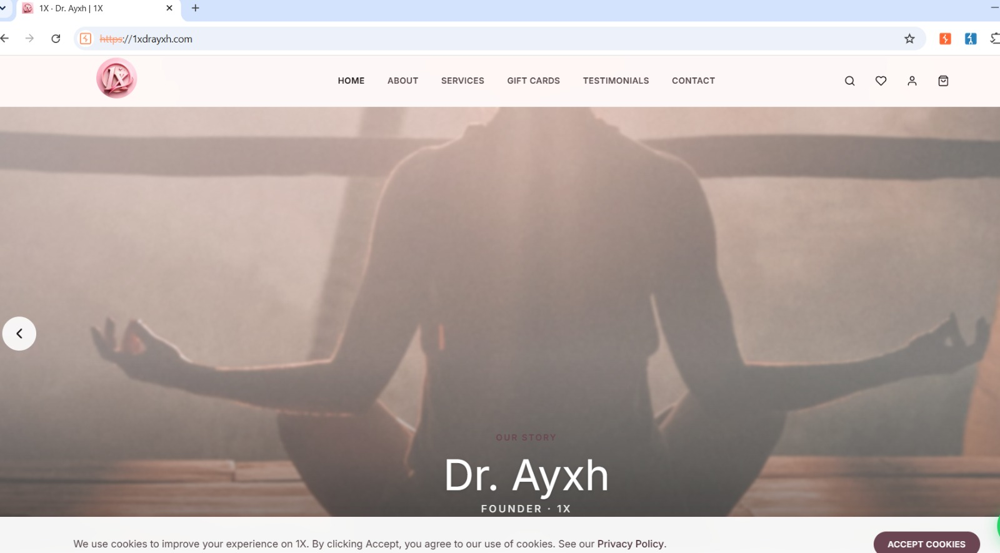 1X · Dr. Ayxh | 1X
https://1xdrayxh.com
1X
HOME ABOUT SERVICES GIFT CARDS TESTIMONIALS CONTACT
OUR STORY
Dr. Ayxh
FOUNDER · 1X
We use cookies to improve your experience on 1X. By clicking Accept, you agree to our use of cookies. See our Privacy Policy.
ACCEPT COOKIES